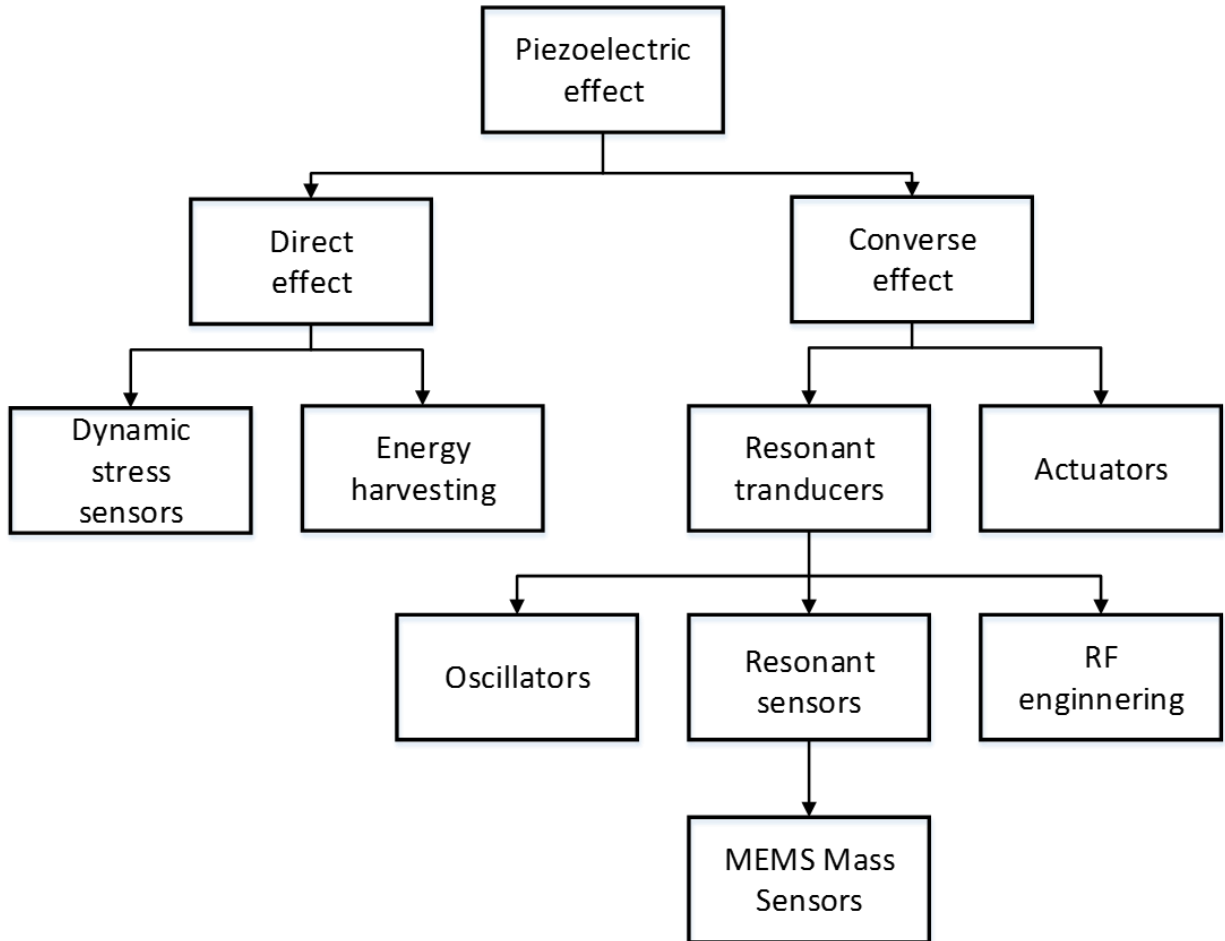 Piezoelectric
effect
Direct
effect
Converse
effect
Dynamic
stress
sensors
Energy
harvesting
Resonant
tranducers
Actuators
Oscillators
Resonant
sensors
RF
enginnering
MEMS Mass
Sensors